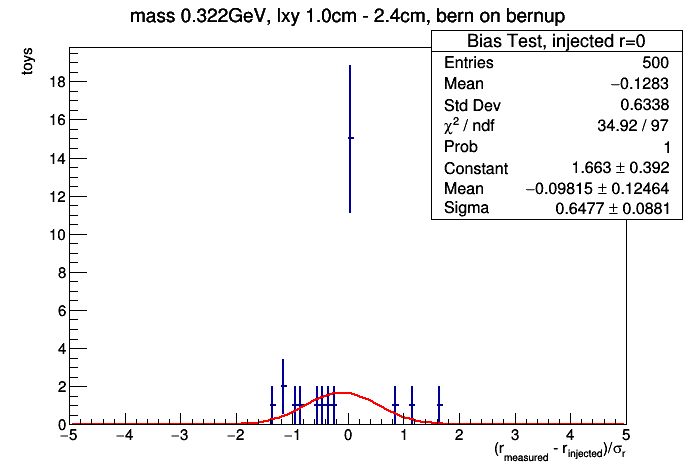 mass 0.322GeV, lxy 1.0cm - 2.4cm, bern on bernup
toys
Bias Test, injected r=0
Entries 500
Mean −0.1283
Std Dev 0.6338
χ² / ndf 34.92 / 97
Prob 1
Constant 1.663 ± 0.392
Mean −0.09815 ± 0.12464
Sigma 0.6477 ± 0.0881
18
16
14
12
10
8
6
4
2
0
−5 −4 −3 −2 −1 0 1 2 3 4 5
(r_measured - r_injected)/σ_r